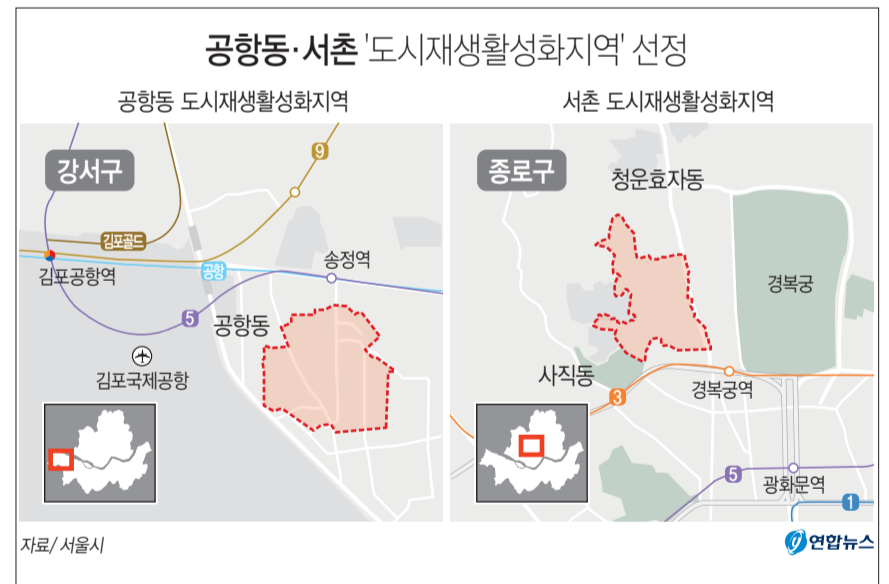 공항동·서촌 '도시재생활성화지역' 선정
공항동 도시재생활성화지역
강서구
9
김포골드
송정역
공항
김포공항역
5
공항동
김포국제공항
서촌 도시재생활성화지역
종로구
청운효자동
경복궁
사직동
경복궁역
3
5
광화문역
1
자료/ 서울시
연합뉴스